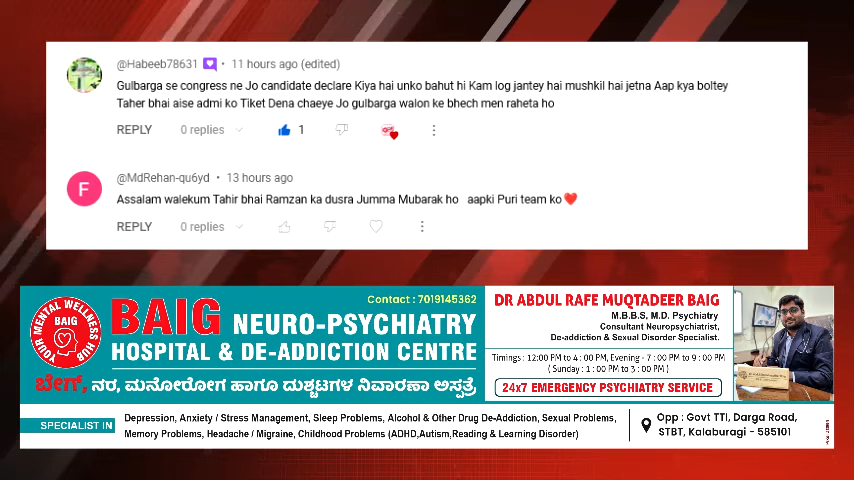 @Habeeb78631 • 11 hours ago (edited)
Gulbarga se congress ne Jo candidate declare Kiya hai unko bahut hi Kam log jantey hai mushkil hai jetna Aap kya boltey
Taher bhai aise admi ko Tiket Dena chaeye Jo gulbarga walon ke bhech men raheta ho
REPLY 0 replies 1
F
@MdRehan-qu6yd • 13 hours ago
Assalam walekum Tahir bhai Ramzan ka dusra Jumma Mubarak ho aapki Puri team ko❤️
REPLY 0 replies
YOUR MENTAL WELLNESS HUB
BAIG
Contact : 7019145362
BAIG NEURO-PSYCHIATRY
HOSPITAL & DE-ADDICTION CENTRE
ಬೇಗ್, ನರ, ಮನೋರೋಗ ಹಾಗೂ ದುಶ್ಚಟಗಳ ನಿವಾರಣಾ ಆಸ್ಪತ್ರೆ
DR ABDUL RAFE MUQTADEER BAIG
M.B.B.S, M.D. Psychiatry
Consultant Neuropsychiatrist,
De-addiction & Sexual Disorder Specialist.
Timings : 12:00 PM to 4 : 00 PM, Evening - 7 : 00 PM to 9 : 00 PM
( Sunday : 1 : 00 PM to 3 : 00 PM )
24x7 EMERGENCY PSYCHIATRY SERVICE
SPECIALIST IN
Depression, Anxiety / Stress Management, Sleep Problems, Alcohol & Other Drug De-Addiction, Sexual Problems,
Memory Problems, Headache / Migraine, Childhood Problems (ADHD,Autism,Reading & Learning Disorder)
Opp : Govt TTI, Darga Road,
STBT, Kalaburagi - 585101